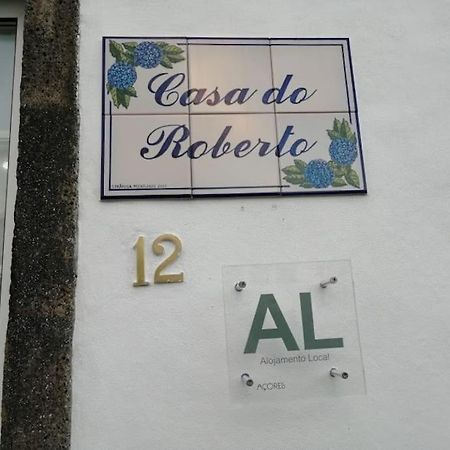 Casa do
Roberto
12
AL
Alojamento Local
AÇORES